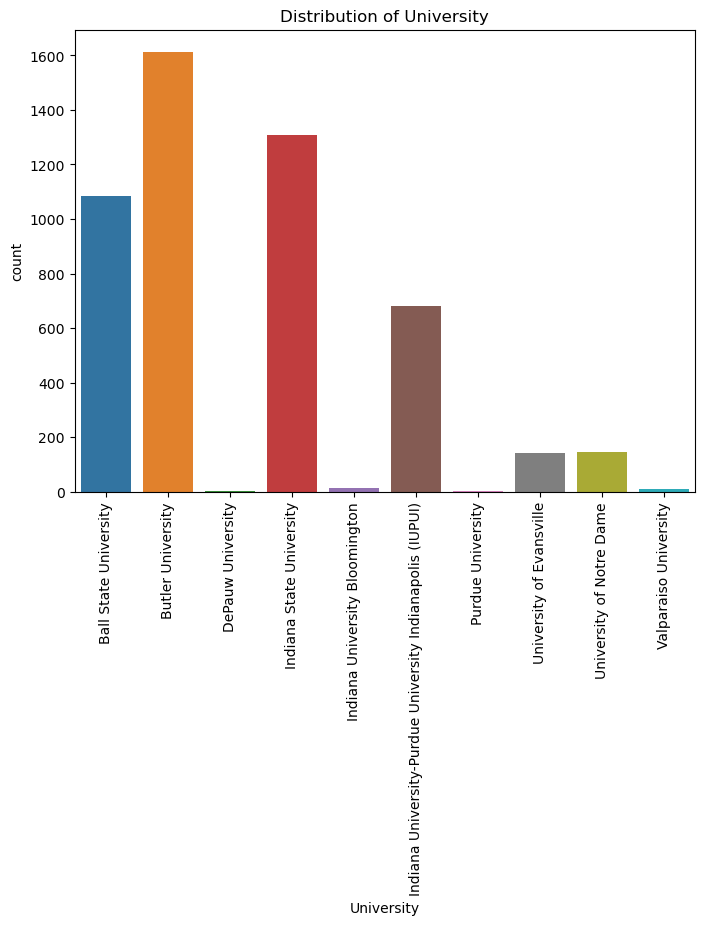 Distribution of University
1600
1400
1200
1000
800
600
400
200
0
count
Ball State University
Butler University
DePauw University
Indiana State University
Indiana University Bloomington
Indiana University-Purdue University Indianapolis (IUPUI)
Purdue University
University of Evansville
University of Notre Dame
Valparaiso University
University